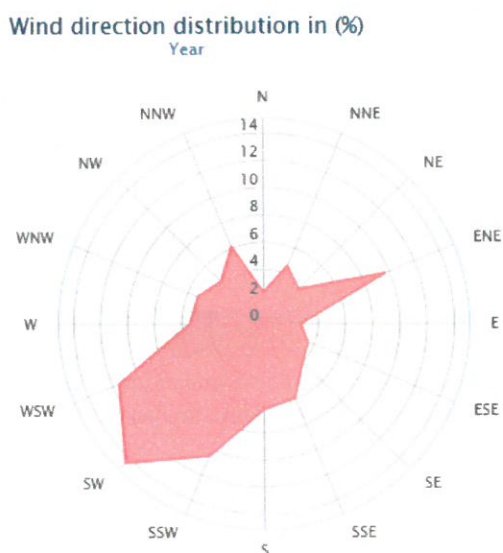 Wind direction distribution in (%)
Year
N
NNW
NNE
14
12
NW
NE
10
8
WNW
ENE
6
4
2
W
0
E
WSW
ESE
SW
SE
SSW
SSE
S